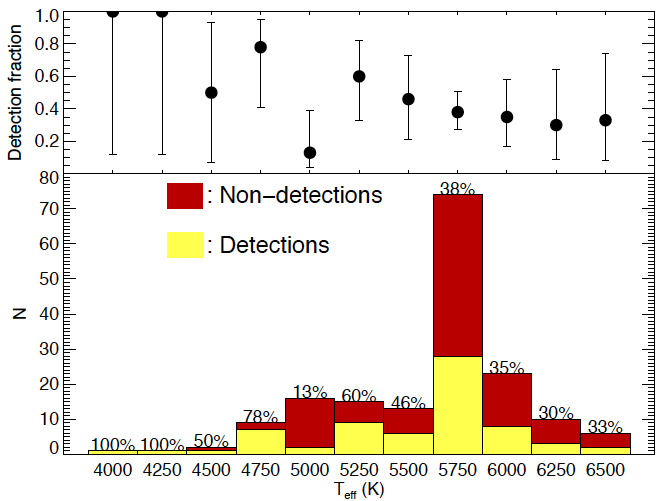 Detection fraction
1.0
0.8
0.6
0.4
0.2
80
70
60
50
40
30
20
10
0
N
: Non-detections
: Detections
100% 100% 50% 78% 13% 60% 46% 38% 35% 30% 33%
4000 4250 4500 4750 5000 5250 5500 5750 6000 6250 6500
Teff (K)